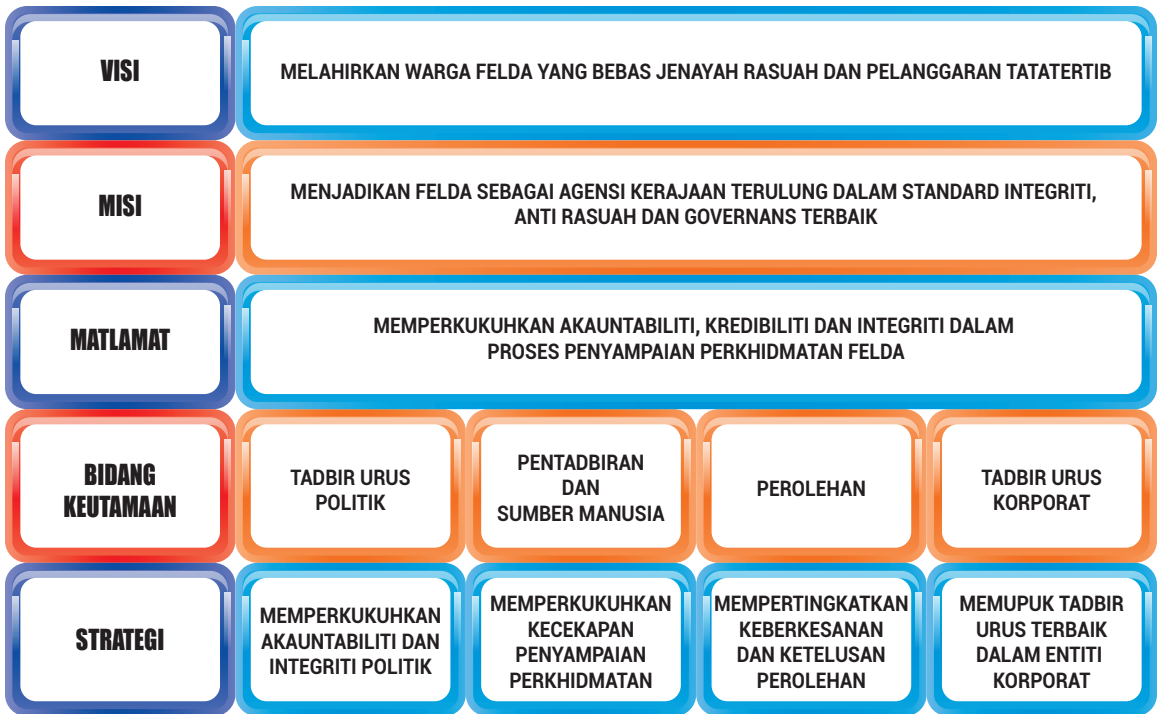 VISI
MELAHIRKAN WARGA FELDA YANG BEBAS JENAYAH RASUAH DAN PELANGGARAN TATATERTIB
MISI
MENJADIKAN FELDA SEBAGAI AGENSI KERAJAAN TERULUNG DALAM STANDARD INTEGRITI,
ANTI RASUAH DAN GOVERNANS TERBAIK
MATLAMAT
MEMPERKUKUHKAN AKAUNTABILITI, KREDIBILITI DAN INTEGRITI DALAM
PROSES PENYAMPAIAN PERKHIDMATAN FELDA
BIDANG
KEUTAMAAN
TADBIR URUS
POLITIK
PENTADBIRAN
DAN
SUMBER MANUSIA
PEROLEHAN
TADBIR URUS
KORPORAT
STRATEGI
MEMPERKUKUHKAN
AKAUNTABILITI DAN
INTEGRITI POLITIK
MEMPERKUKUHKAN
KECEKAPAN
PENYAMPAIAN
PERKHIDMATAN
MEMPERTINGKATKAN
KEBERKESANAN
DAN KETELUSAN
PEROLEHAN
MEMUPUK TADBIR
URUS TERBAIK
DALAM ENTITI
KORPORAT